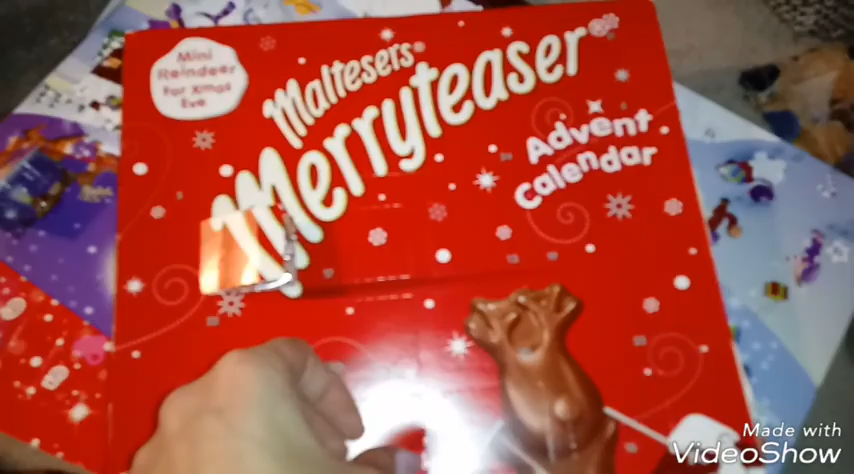 Mini
Reindeer
For Xmas
Eve
Maltesers
Merryteaser
Advent
Calendar
Made with
VideoShow